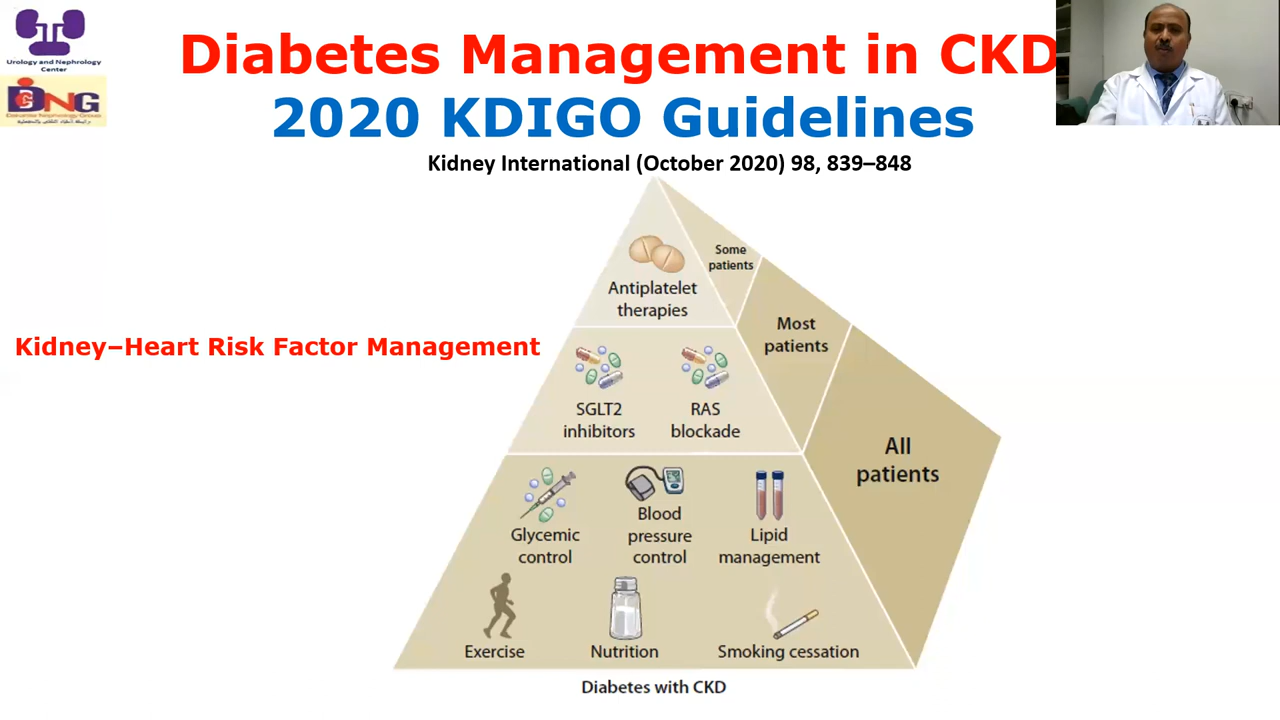 Urology and Nephrology
Center
Diabetes Management in CKD
2020 KDIGO Guidelines
Kidney International (October 2020) 98, 839–848
Some
patients
Antiplatelet
therapies
Most
patients
Kidney–Heart Risk Factor Management
SGLT2
inhibitors
RAS
blockade
All
patients
Glycemic
control
Blood
pressure
control
Lipid
management
Exercise
Nutrition
Smoking cessation
Diabetes with CKD